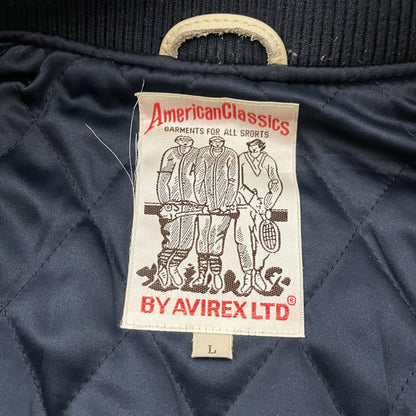 AmericanClassics
GARMENTS FOR ALL SPORTS
BY AVIREX LTD ®
L